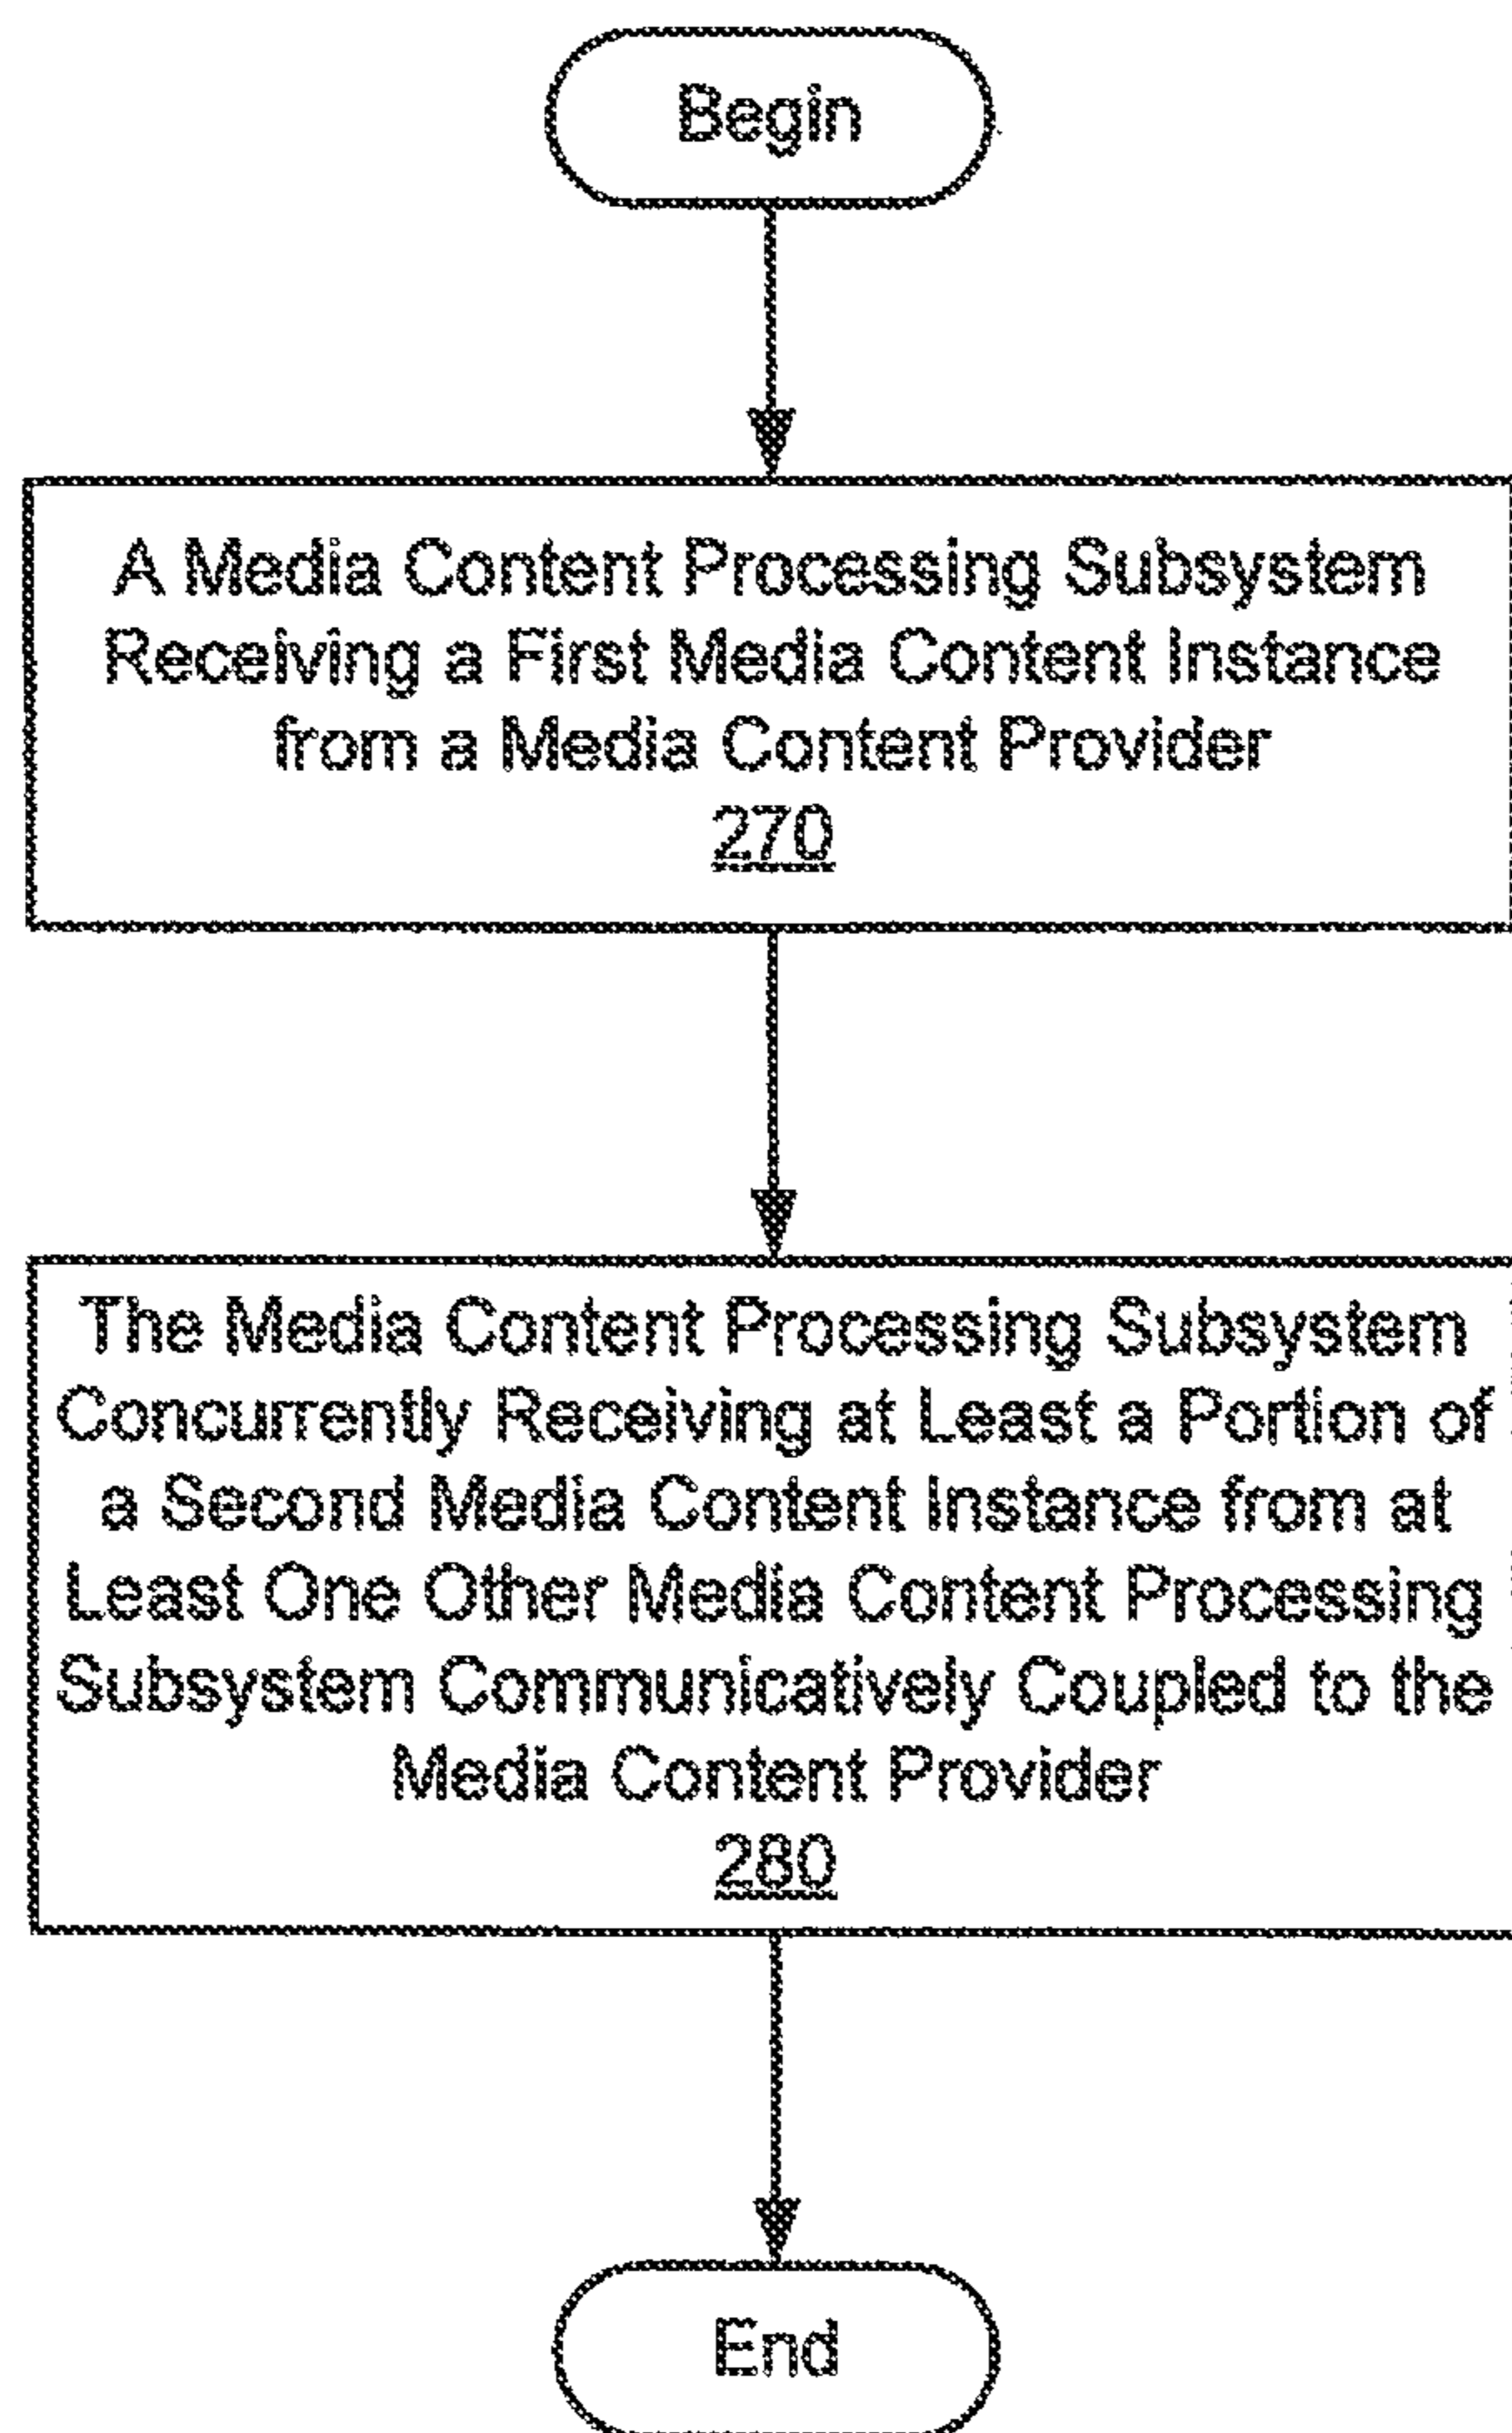 Begin
A Media Content Processing Subsystem
Receiving a First Media Content Instance
from a Media Content Provider
270
The Media Content Processing Subsystem
Concurrently Receiving at Least a Portion of
a Second Media Content Instance from at
Least One Other Media Content Processing
Subsystem Communicatively Coupled to the
Media Content Provider
280
End